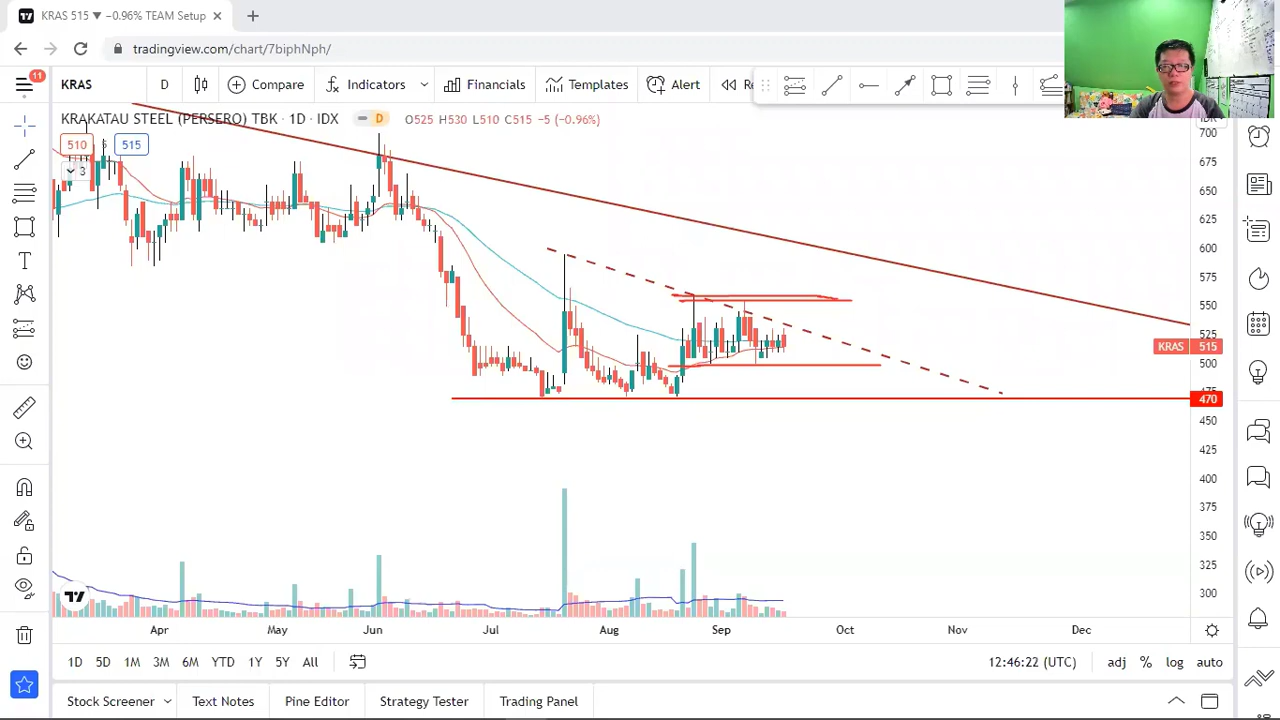 KRAS 515 ▼ −0.96% TEAM Setup
tradingview.com/chart/7biphNph/
11
KRAS
D
Compare
Indicators
Financials
Templates
Alert
KRAKATAU STEEL (PERSERO) TBK · 1D · IDX
D
O525 H530 L510 C515 −5 (−0.96%)
510
5
515
3
700
675
650
625
600
575
550
525
KRAS 515
500
470
450
425
400
375
350
325
300
Apr
May
Jun
Jul
Aug
Sep
Oct
Nov
Dec
1D 5D 1M 3M 6M YTD 1Y 5Y All
12:46:22 (UTC)
adj % log auto
Stock Screener
Text Notes
Pine Editor
Strategy Tester
Trading Panel